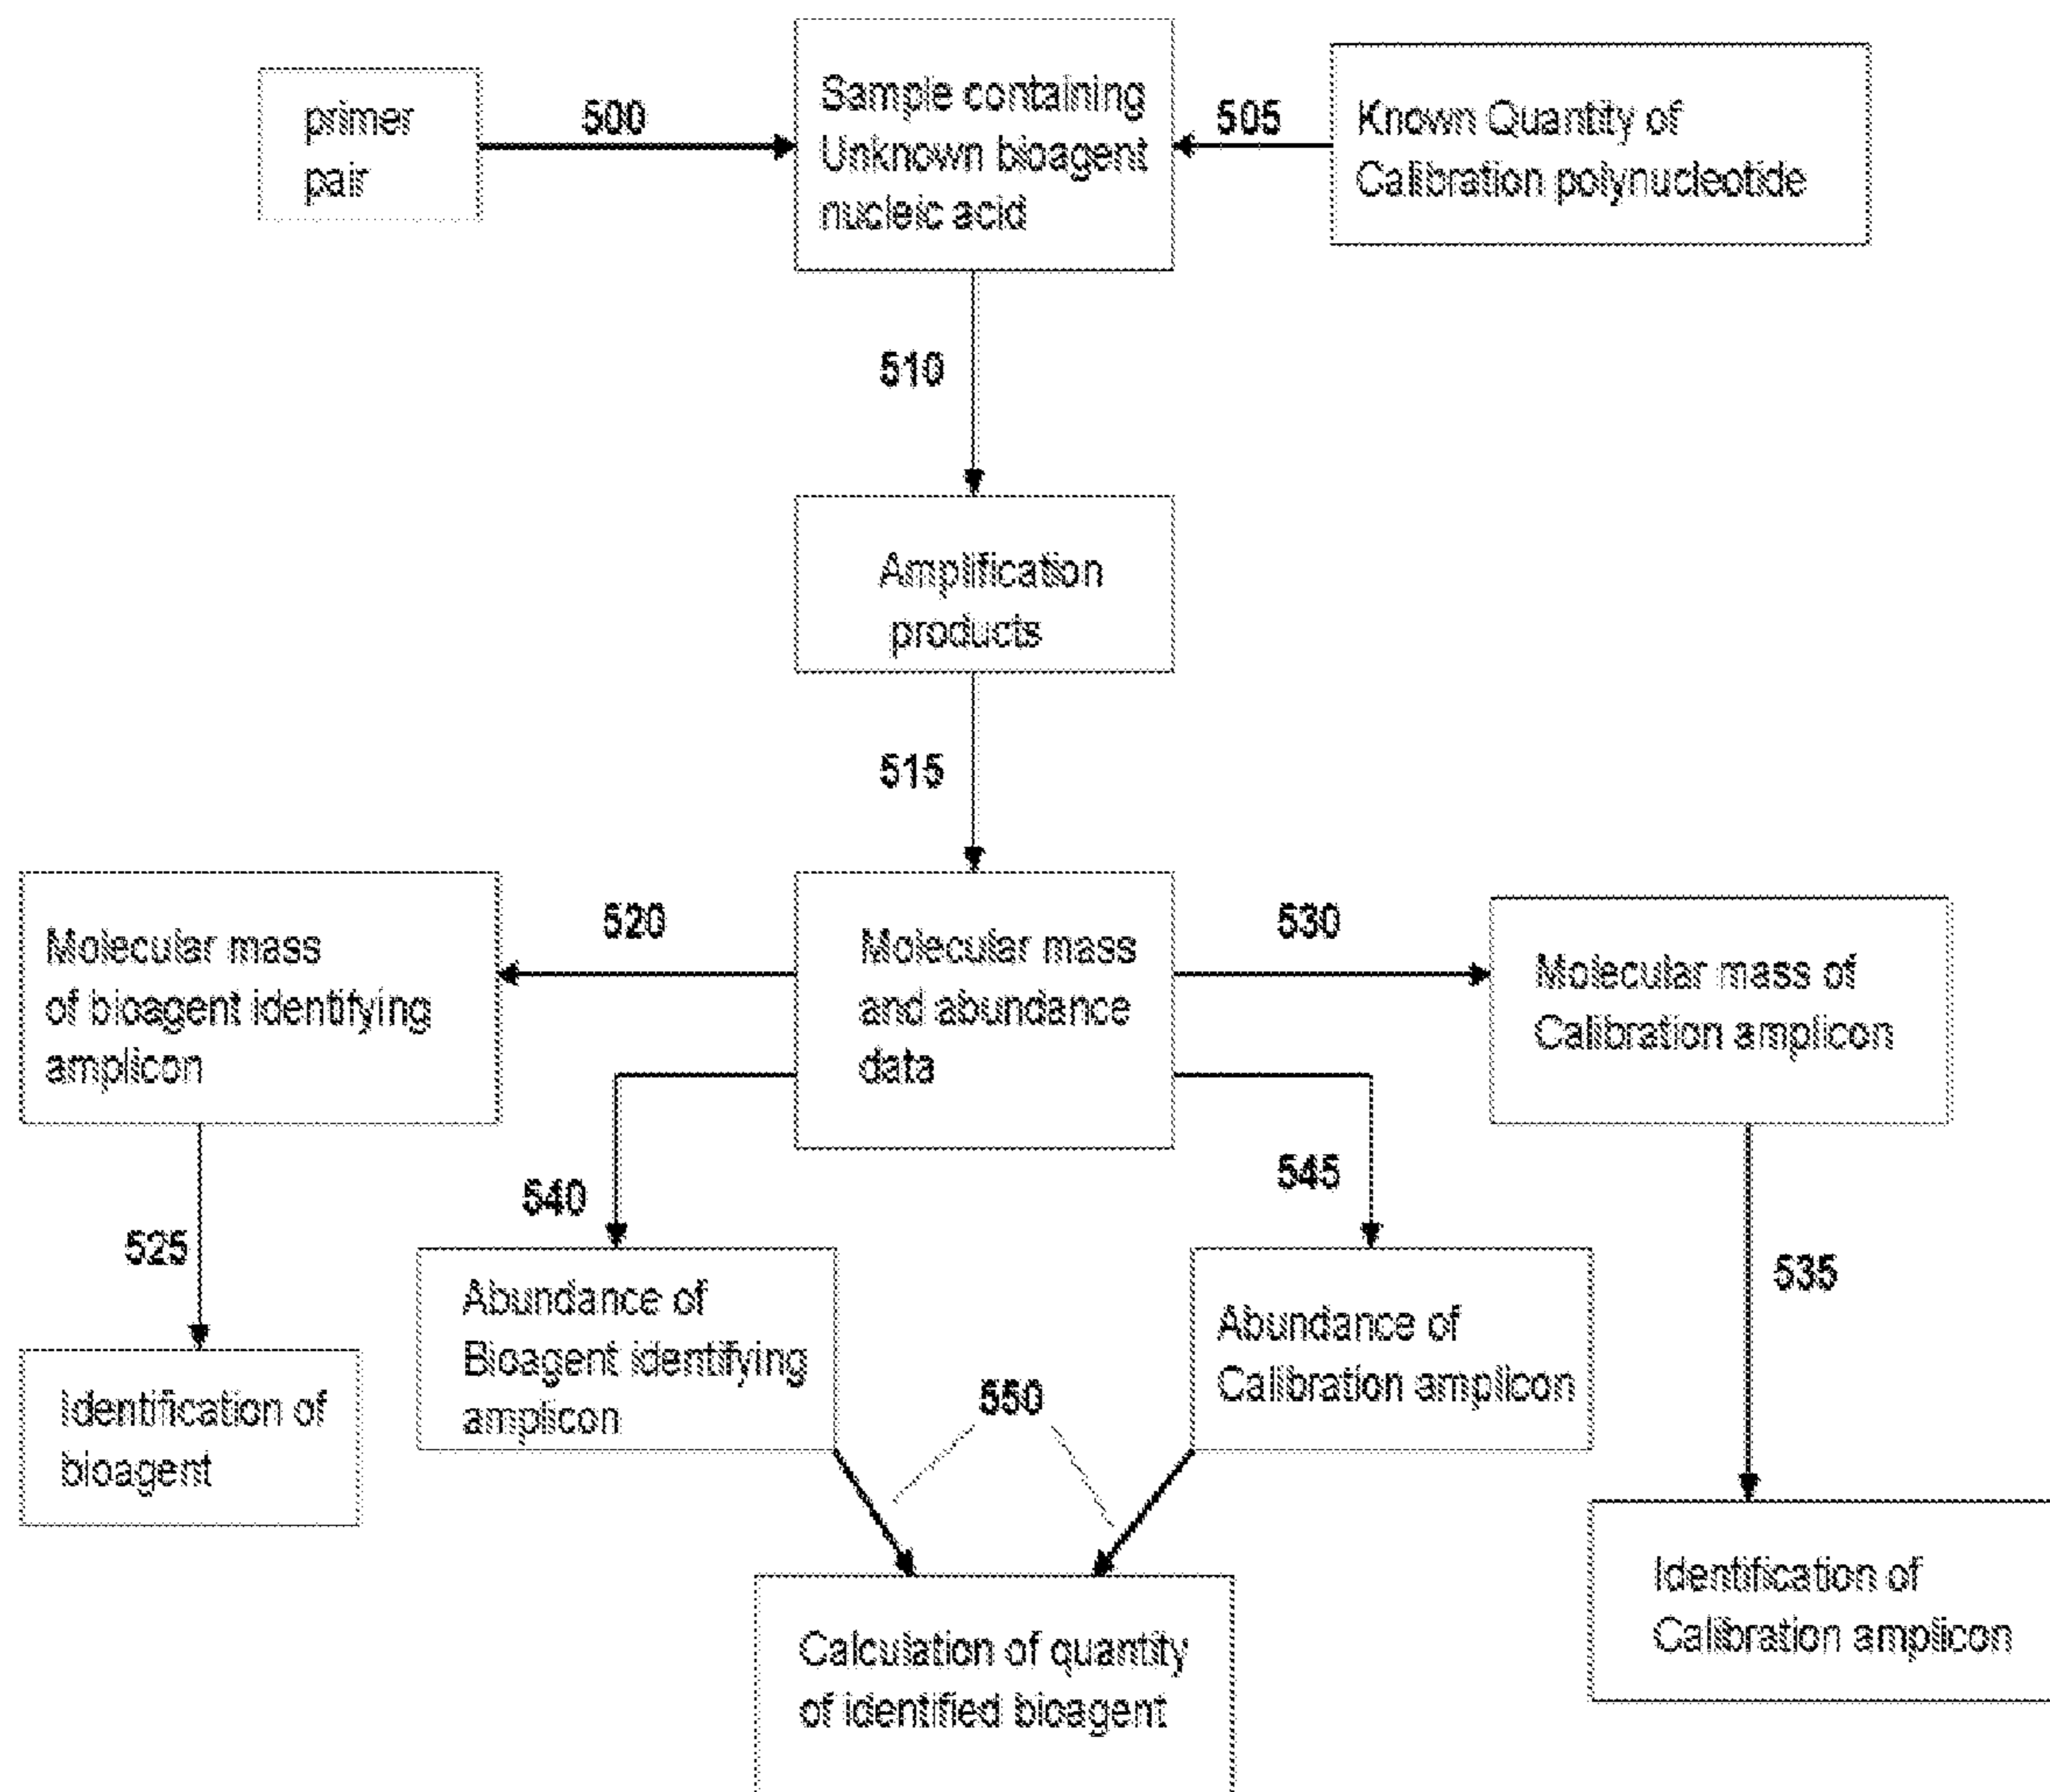 primer
pair
500
Sample containing
Unknown bioagent
nucleic acid
505
Known Quantity of
Calibration polynucleotide
510
Amplification
products
515
Molecular mass
of bioagent identifying
amplicon
520
Molecular mass
and abundance
data
530
Molecular mass of
Calibration amplicon
525
540
545
535
Identification of
bioagent
Abundance of
Bioagent identifying
amplicon
550
Abundance of
Calibration amplicon
Identification of
Calibration amplicon
Calculation of quantity
of identified bioagent